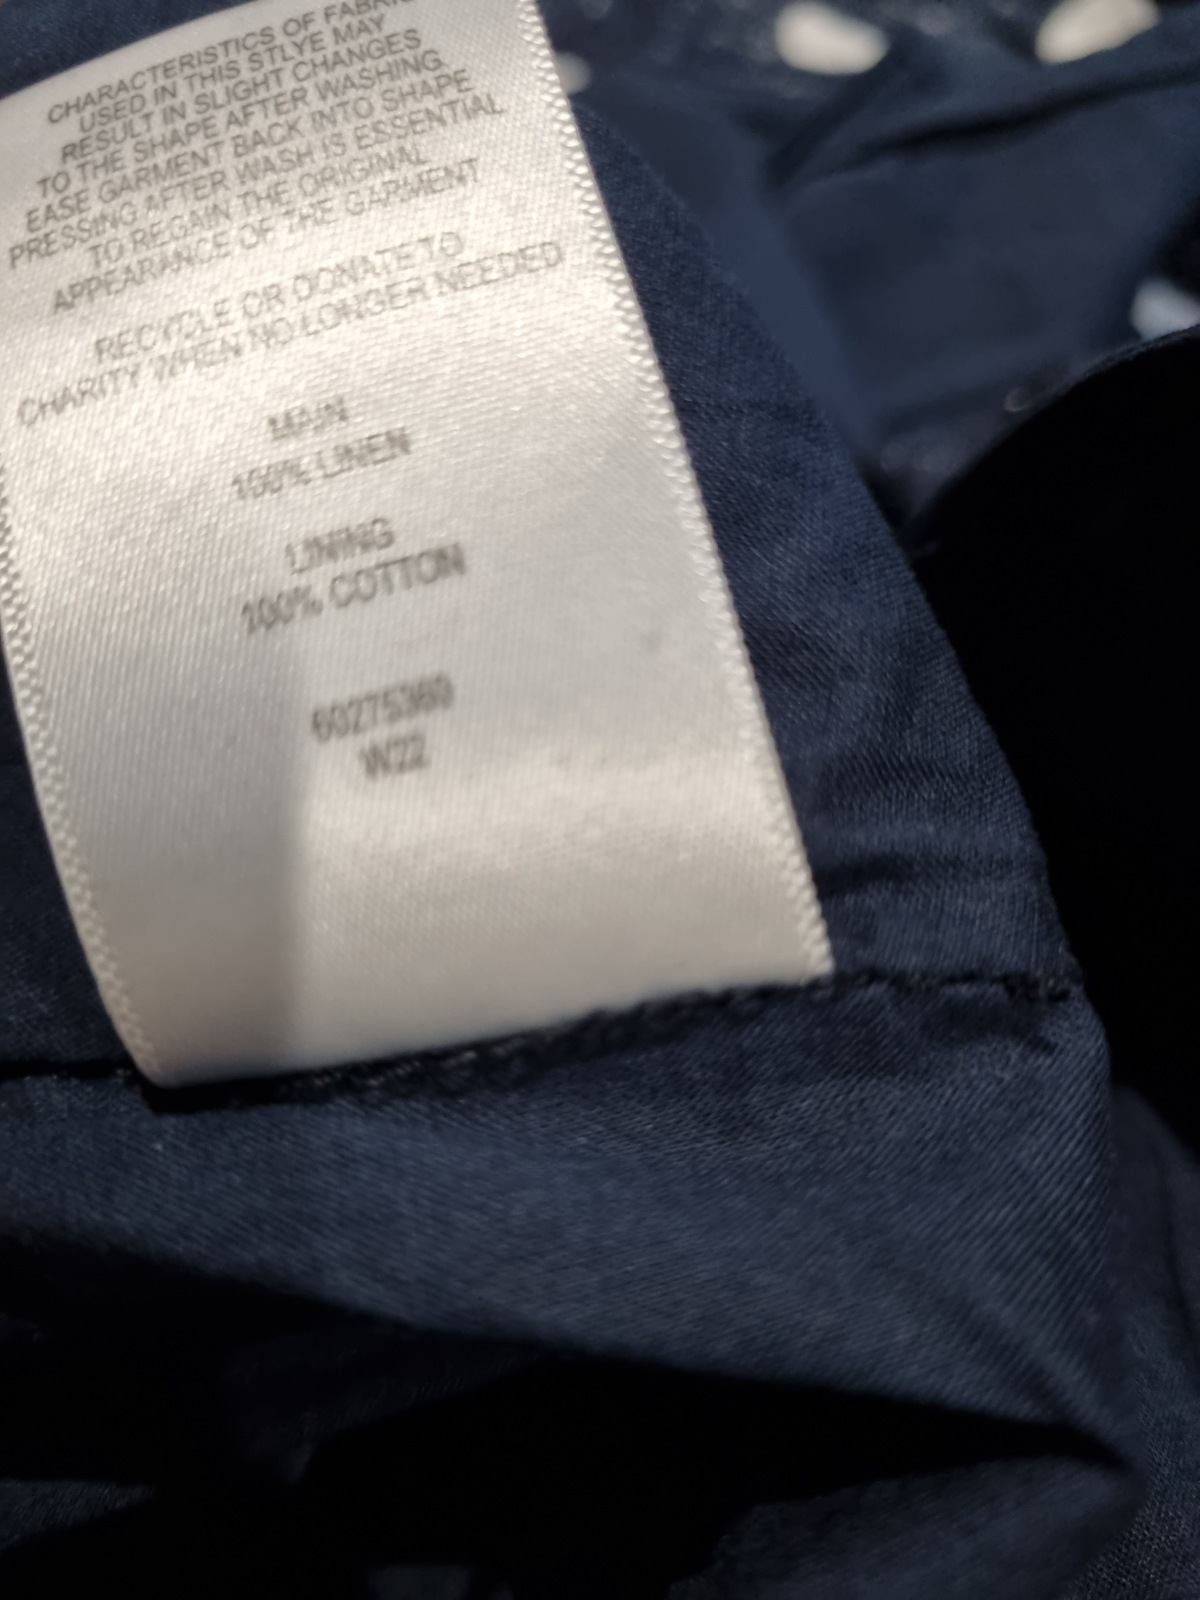 CHARACTERISTICS OF FABRIC
USED IN THIS STLYE MAY
RESULT IN SLIGHT CHANGES
TO THE SHAPE AFTER WASHING.
EASE GARMENT BACK INTO SHAPE
PRESSING AFTER WASH IS ESSENTIAL
TO REGAIN THE ORIGINAL
APPEARANCE OF THE GARMENT
RECYCLE OR DONATE TO
CHARITY WHEN NO LONGER NEEDED
MAIN
100% LINEN
LINING
100% COTTON
60275360
W22